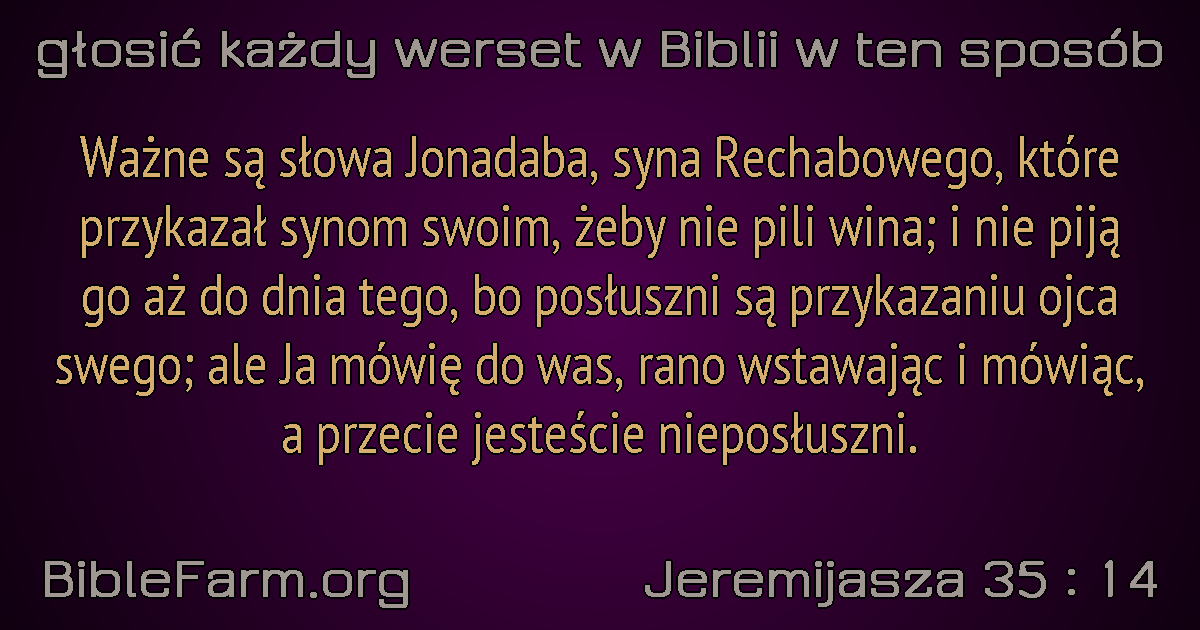 głosić każdy werset w Biblii w ten sposób
Ważne są słowa Jonadaba, syna Rechabowego, które
przykazał synom swoim, żeby nie pili wina; i nie piją
go aż do dnia tego, bo posłuszni są przykazaniu ojca
swego; ale Ja mówię do was, rano wstawając i mówiąc,
a przecie jesteście nieposłuszni.
BibleFarm.org
Jeremijasza 35 : 14